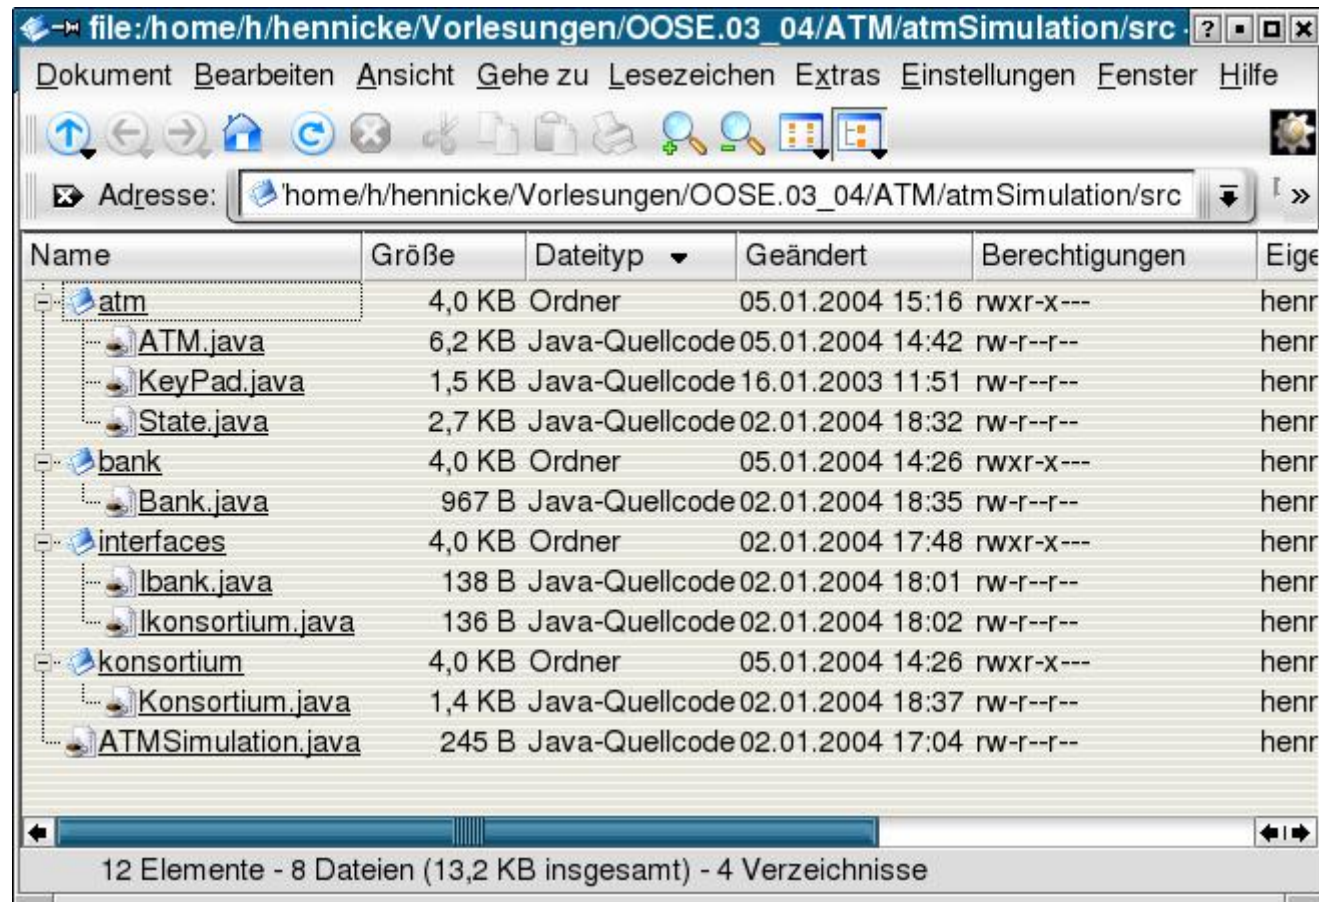 file:/home/h/hennicke/Vorlesungen/OOSE.03_04/ATM/atmSimulation/src -
Dokument Bearbeiten Ansicht Gehe zu Lesezeichen Extras Einstellungen Fenster Hilfe
Adresse: home/h/hennicke/Vorlesungen/OOSE.03_04/ATM/atmSimulation/src »
Name Größe Dateityp Geändert Berechtigungen Eige
atm 4,0 KB Ordner 05.01.2004 15:16 rwxr-x--- henr
ATM.java 6,2 KB Java-Quellcode 05.01.2004 14:42 rw-r--r-- henr
KeyPad.java 1,5 KB Java-Quellcode 16.01.2003 11:51 rw-r--r-- henr
State.java 2,7 KB Java-Quellcode 02.01.2004 18:32 rw-r--r-- henr
bank 4,0 KB Ordner 05.01.2004 14:26 rwxr-x--- henr
Bank.java 967 B Java-Quellcode 02.01.2004 18:35 rw-r--r-- henr
interfaces 4,0 KB Ordner 02.01.2004 17:48 rwxr-x--- henr
Ibank.java 138 B Java-Quellcode 02.01.2004 18:01 rw-r--r-- henr
Ikonsortium.java 136 B Java-Quellcode 02.01.2004 18:02 rw-r--r-- henr
konsortium 4,0 KB Ordner 05.01.2004 14:26 rwxr-x--- henr
Konsortium.java 1,4 KB Java-Quellcode 02.01.2004 18:37 rw-r--r-- henr
ATMSimulation.java 245 B Java-Quellcode 02.01.2004 17:04 rw-r--r-- henr
12 Elemente - 8 Dateien (13,2 KB insgesamt) - 4 Verzeichnisse